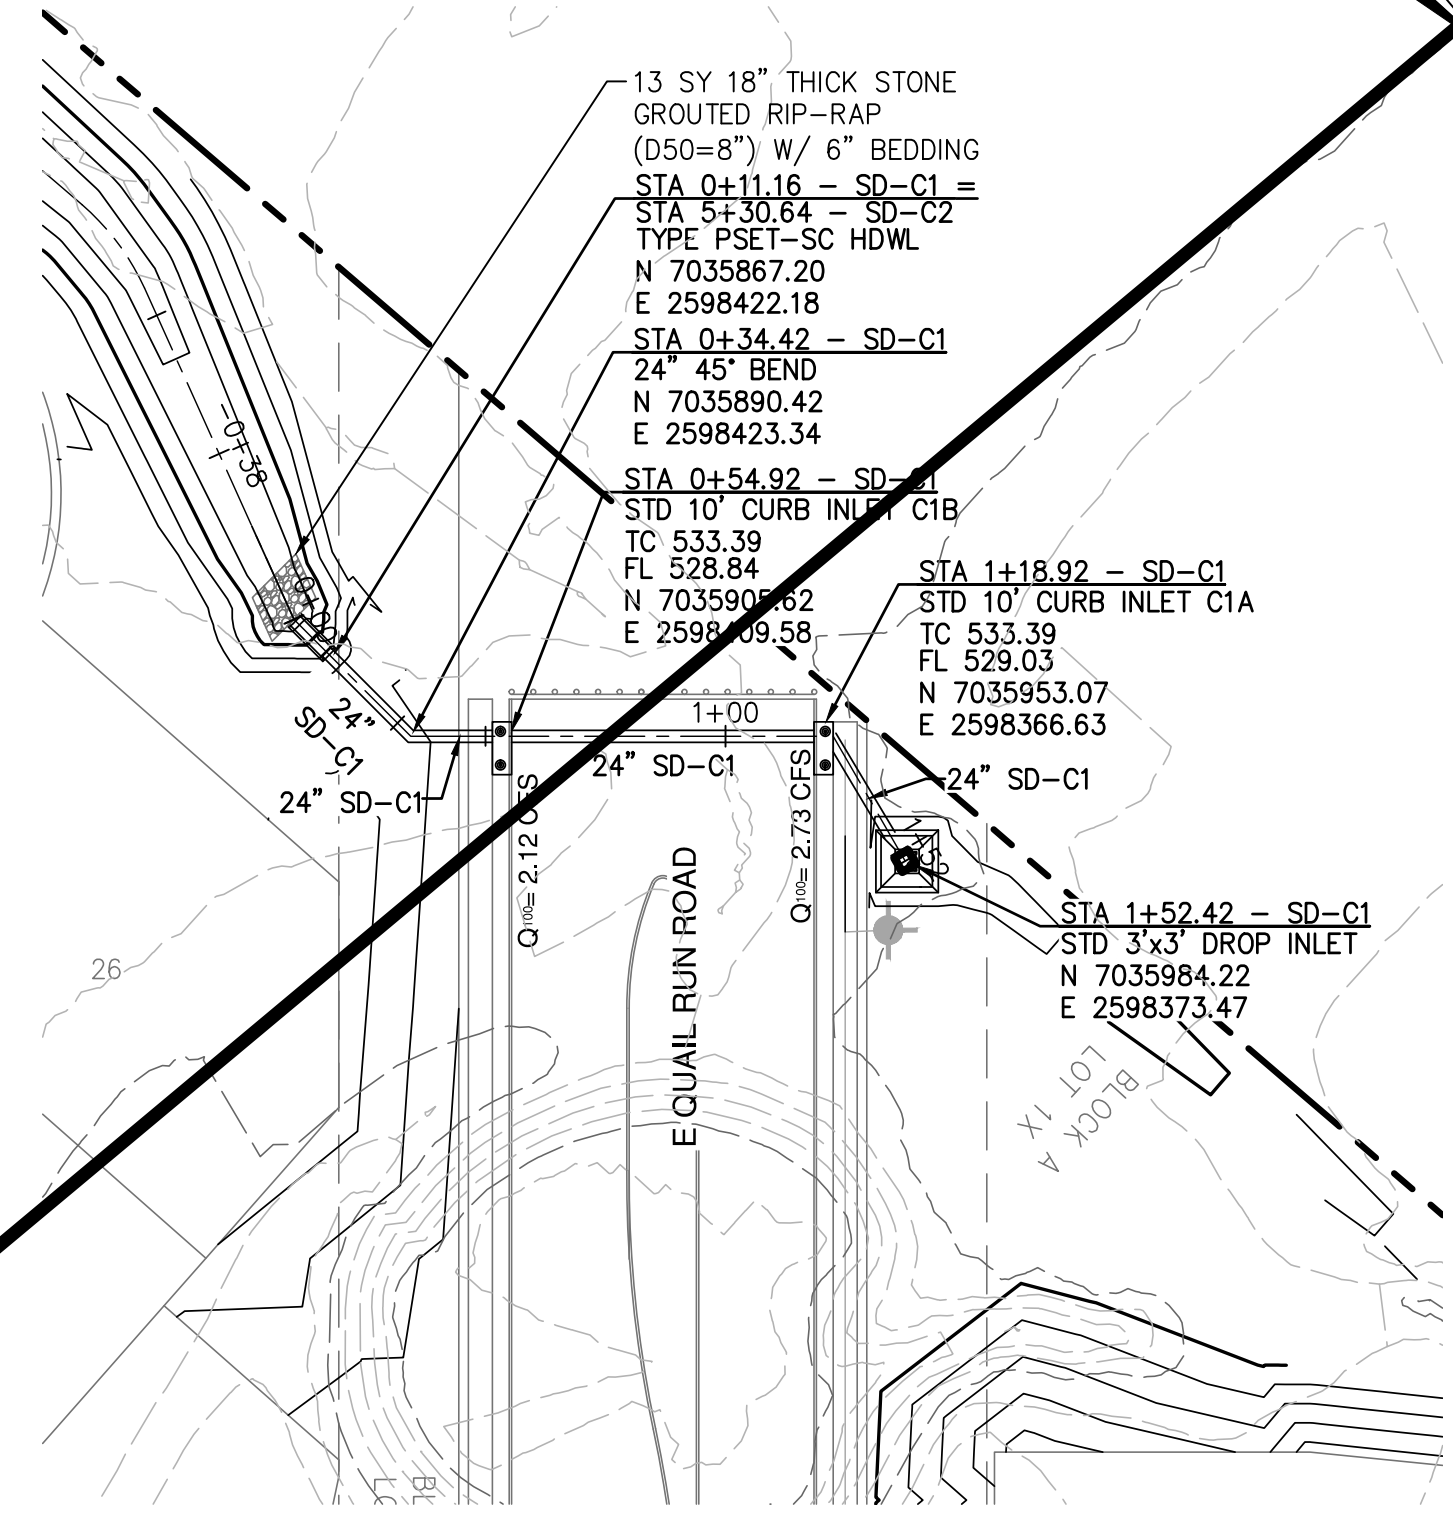 13 SY 18" THICK STONE
GROUTED RIP-RAP
(D50=8") W/ 6" BEDDING
STA 0+11.16 - SD-C1 =
STA 5+30.64 - SD-C2
TYPE PSET-SC HDWL
N 7035867.20
E 2598422.18
STA 0+34.42 - SD-C1
24" 45° BEND
N 7035890.42
E 2598423.34
STA 0+54.92 - SD-C1
STD 10' CURB INLET C1B
TC 533.39
FL 528.84
N 7035905.62
E 2598409.58
STA 1+18.92 - SD-C1
STD 10' CURB INLET C1A
TC 533.39
FL 529.03
N 7035953.07
E 2598366.63
-0+38
0+00
24"
SD-C1
24" SD-C1
1+00
24" SD-C1
24" SD-C1
Q100= 2.12 CFS
Q100= 2.73 CFS
1+52
E QUAIL RUN ROAD
STA 1+52.42 - SD-C1
STD 3'x3' DROP INLET
N 7035984.22
E 2598373.47
26
BLOCK A
LOT 1X
BL
LO